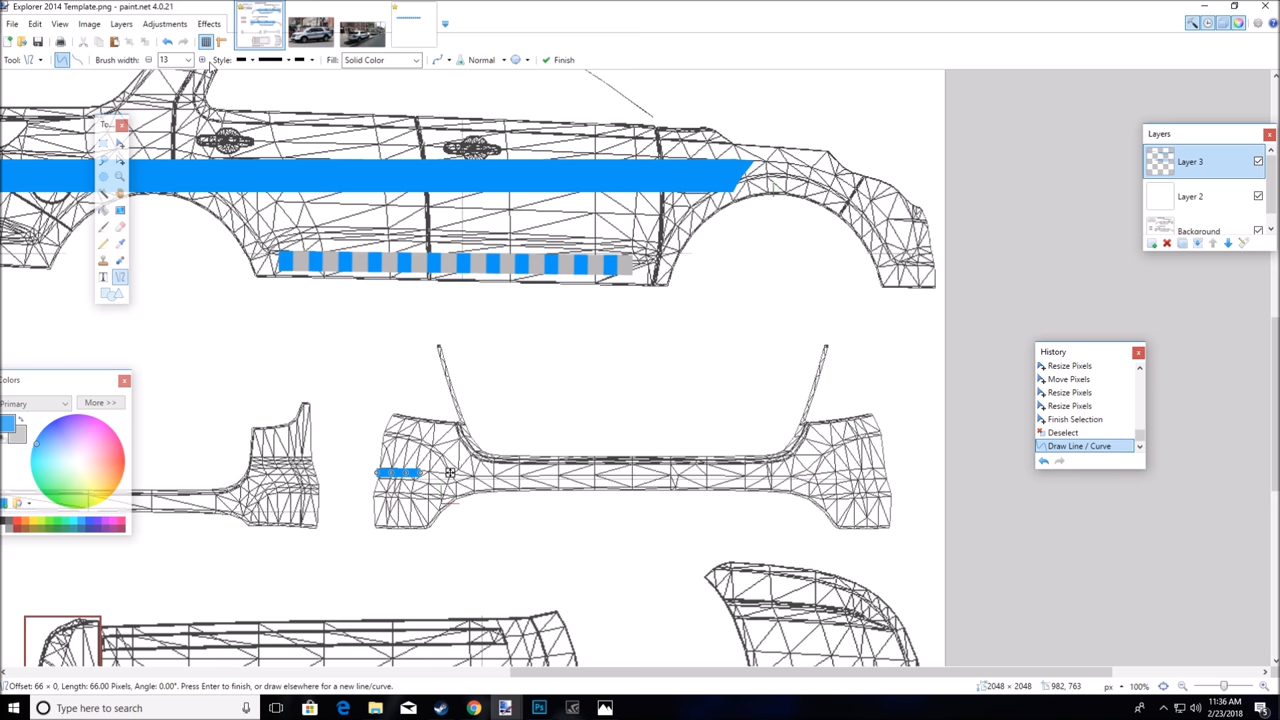 Explorer 2014 Template.png - paint.net 4.0.21
File Edit View Image Layers Adjustments Effects
Tool: Brush width: 13 Style: Fill: Solid Color Normal Finish
To...
Layers
Layer 3
Layer 2
Background
History
Resize Pixels
Move Pixels
Resize Pixels
Resize Pixels
Finish Selection
Deselect
Draw Line / Curve
Colors
Primary More >>
Offset: 66 × 0, Length: 66.00 Pixels, Angle: 0.00°. Press Enter to finish, or draw elsewhere for a new line/curve.
2048 × 2048 982, 763 px 100%
Type here to search
11:36 AM
2/23/2018
5